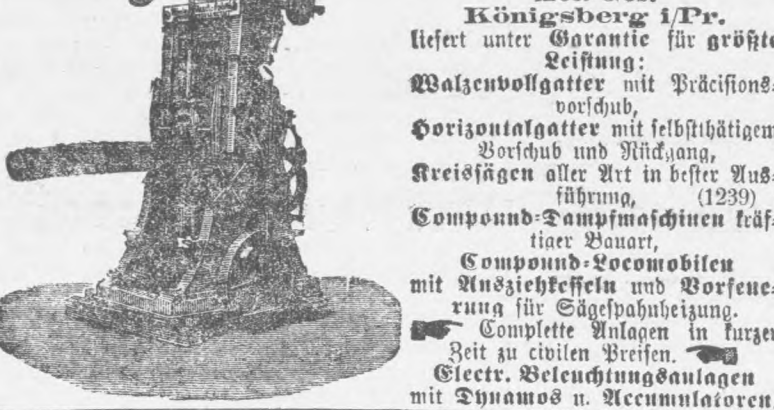 Königsberg i/Pr.
liefert unter Garantie für größte
Leistung:
Walzenvollgatter mit Präcisions-
vorschub,
Horizontalgatter mit selbstthätigem
Vorschub und Rückgang,
Kreissägen aller Art in bester Aus-
führung, (1239)
Compound-Dampfmaschinen kräf-
tiger Bauart,
Compound-Locomobilen
mit Ausziehkesseln und Vorfeue-
rung für Sägespahnheizung.
Complette Anlagen in kurzer
Zeit zu civilen Preisen.
Electr. Beleuchtungsanlagen
mit Dynamos u. Accumulatoren